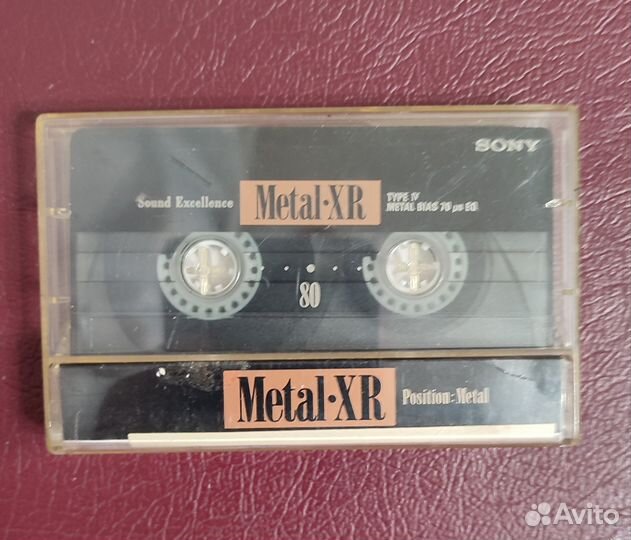 SONY
Sound Excellence Metal·XR TYPE IV
METAL BIAS 70 µs EQ
80
Metal·XR Position: Metal
Avito